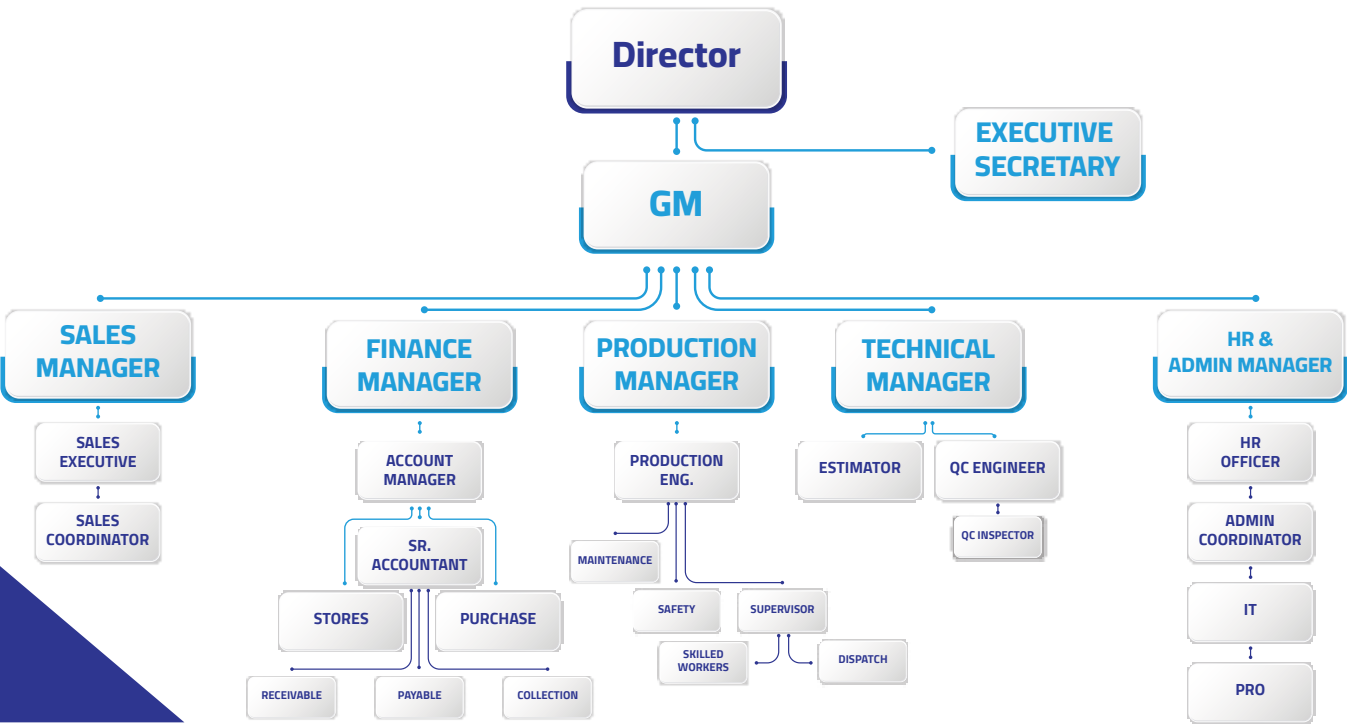 Director
EXECUTIVE
SECRETARY
GM
SALES
MANAGER
FINANCE
MANAGER
PRODUCTION
MANAGER
TECHNICAL
MANAGER
HR &
ADMIN MANAGER
SALES
EXECUTIVE
SALES
COORDINATOR
ACCOUNT
MANAGER
SR.
ACCOUNTANT
STORES
PURCHASE
RECEIVABLE
PAYABLE
COLLECTION
PRODUCTION
ENG.
MAINTENANCE
SAFETY
SUPERVISOR
SKILLED
WORKERS
DISPATCH
ESTIMATOR
QC ENGINEER
QC INSPECTOR
HR
OFFICER
ADMIN
COORDINATOR
IT
PRO